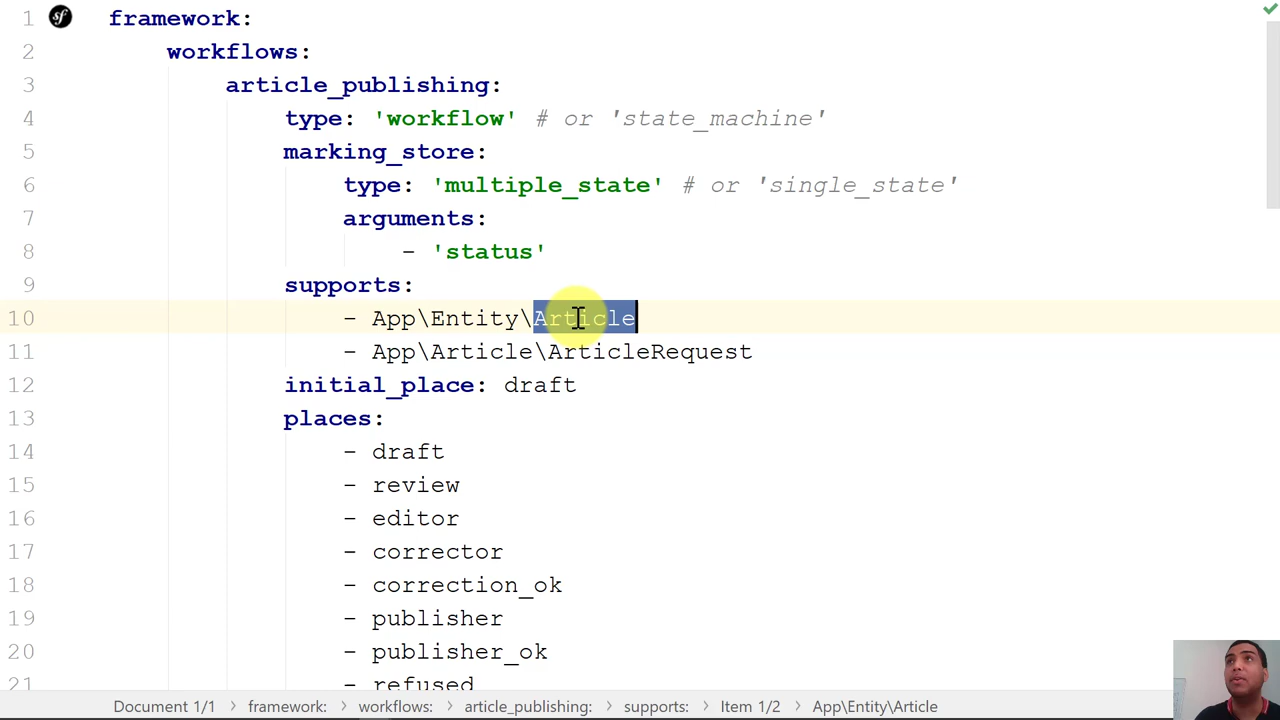 1 sf framework:
2 workflows:
3 article_publishing:
4 type: 'workflow' # or 'state_machine'
5 marking_store:
6 type: 'multiple_state' # or 'single_state'
7 arguments:
8 - 'status'
9 supports:
10 - App\Entity\Article
11 - App\Article\ArticleRequest
12 initial_place: draft
13 places:
14 - draft
15 - review
16 - editor
17 - corrector
18 - correction_ok
19 - publisher
20 - publisher_ok
21 - refused
Document 1/1 > framework: > workflows: > article_publishing: > supports: > Item 1/2 > App\Entity\Article